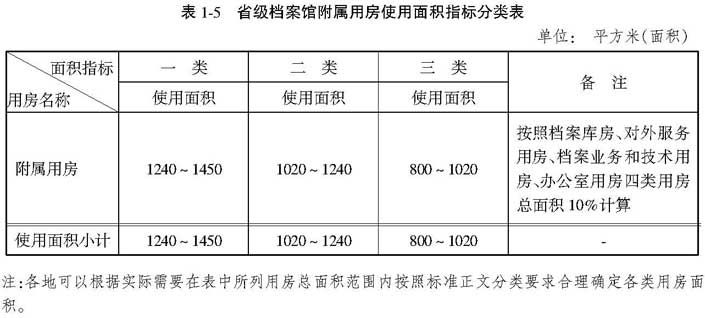 表 1-5 省级档案馆附属用房使用面积指标分类表
单位: 平方米(面积)
面积指标 一 类 二 类 三 类 备 注
用房名称 使用面积 使用面积 使用面积
附属用房 1240~1450 1020~1240 800~1020 按照档案库房、对外服务
用房、档案业务和技术用
房、办公室用房四类用房
总面积 10%计算
使用面积小计 1240~1450 1020~1240 800~1020 -
注:各地可以根据实际需要在表中所列用房总面积范围内按照标准正文分类要求合理确定各类用房面
积。